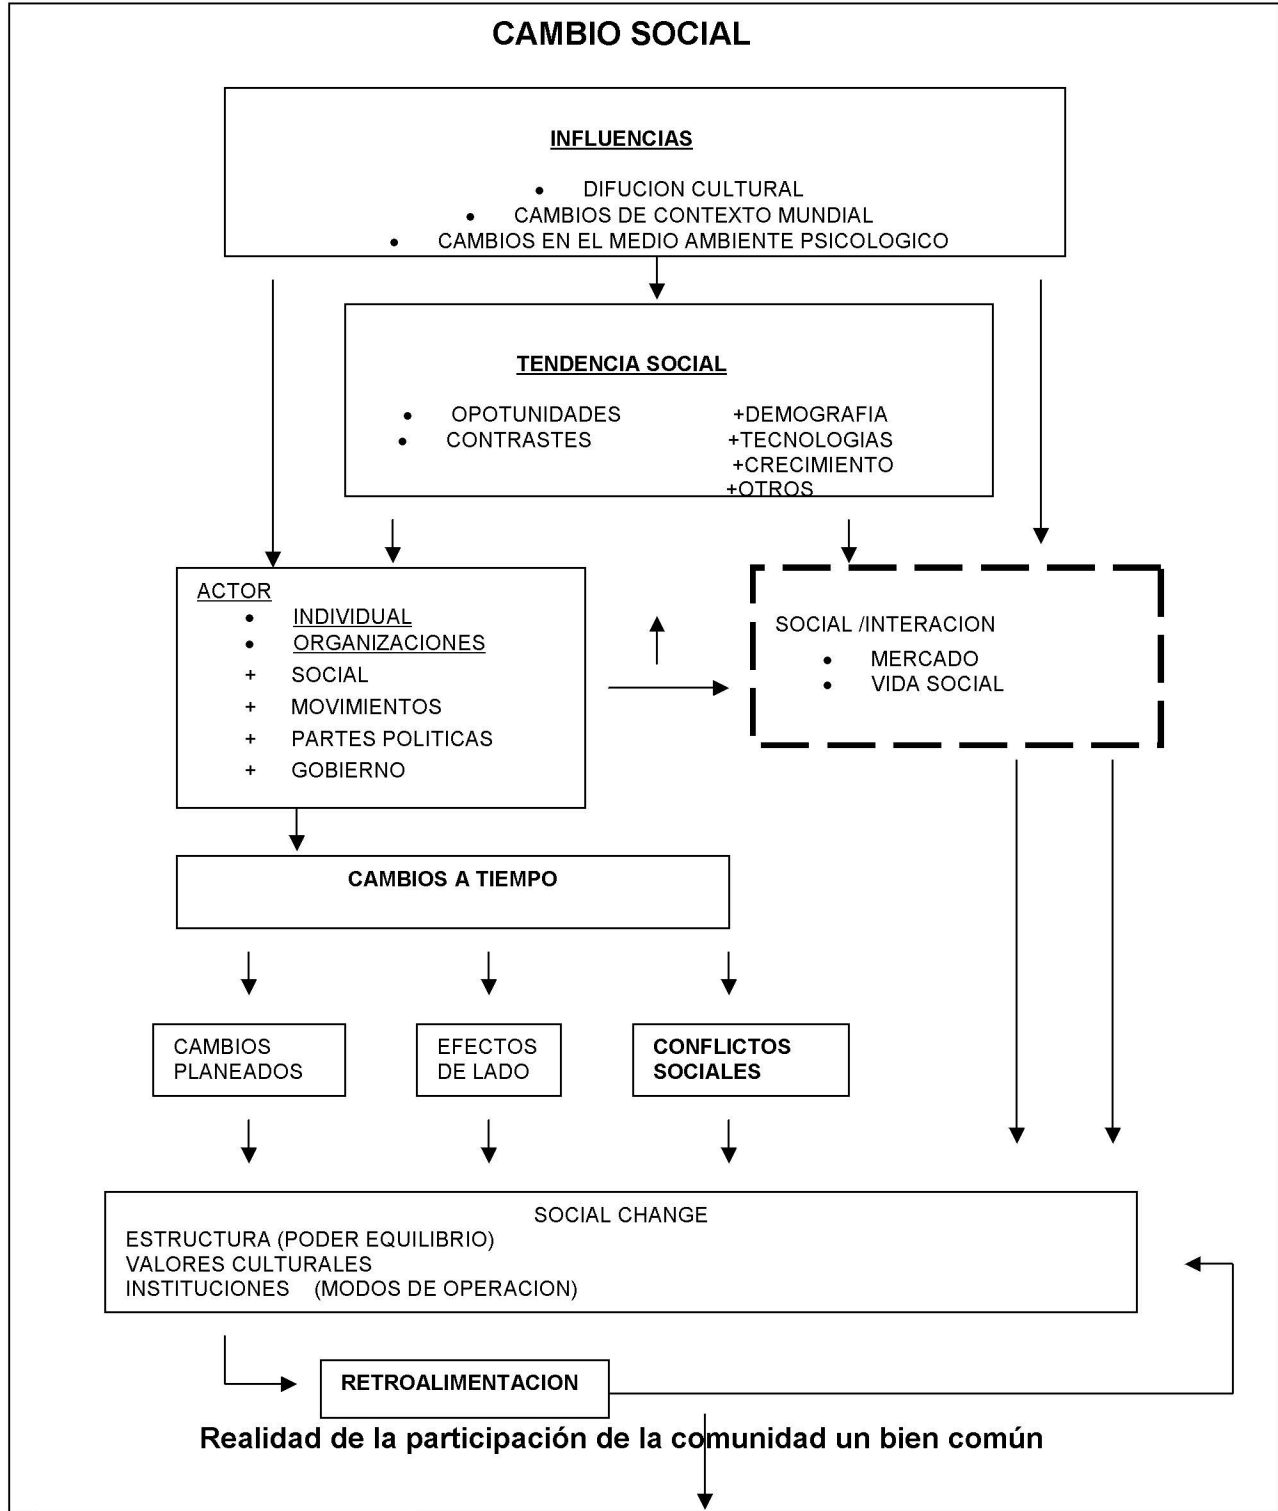 CAMBIO SOCIAL
INFLUENCIAS
• DIFUCION CULTURAL
• CAMBIOS DE CONTEXTO MUNDIAL
• CAMBIOS EN EL MEDIO AMBIENTE PSICOLOGICO
TENDENCIA SOCIAL
• OPOTUNIDADES +DEMOGRAFIA
• CONTRASTES +TECNOLOGIAS
+CRECIMIENTO
+OTROS
ACTOR
• INDIVIDUAL
• ORGANIZACIONES
+ SOCIAL
+ MOVIMIENTOS
+ PARTES POLITICAS
+ GOBIERNO
SOCIAL /INTERACION
• MERCADO
• VIDA SOCIAL
CAMBIOS A TIEMPO
CAMBIOS
PLANEADOS
EFECTOS
DE LADO
CONFLICTOS
SOCIALES
SOCIAL CHANGE
ESTRUCTURA (PODER EQUILIBRIO)
VALORES CULTURALES
INSTITUCIONES (MODOS DE OPERACION)
RETROALIMENTACION
Realidad de la participación de la comunidad un bien común